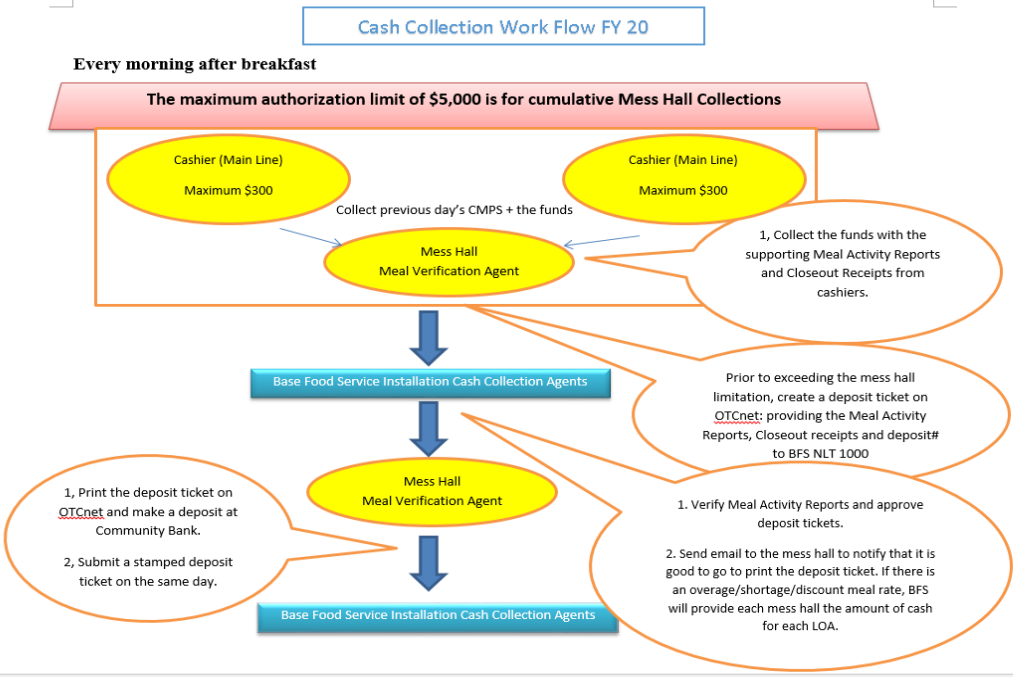 Cash Collection Work Flow FY 20
Every morning after breakfast
The maximum authorization limit of $5,000 is for cumulative Mess Hall Collections
Cashier (Main Line)
Maximum $300
Cashier (Main Line)
Maximum $300
Collect previous day's CMPS + the funds
Mess Hall
Meal Verification Agent
1, Collect the funds with the
supporting Meal Activity Reports
and Closeout Receipts from
cashiers.
Base Food Service Installation Cash Collection Agents
Prior to exceeding the mess hall
limitation, create a deposit ticket on
OTCnet: providing the Meal Activity
Reports, Closeout receipts and deposit#
to BFS NLT 1000
Mess Hall
Meal Verification Agent
1, Print the deposit ticket on
OTCnet and make a deposit at
Community Bank.
2, Submit a stamped deposit
ticket on the same day.
1. Verify Meal Activity Reports and approve
deposit tickets.
2. Send email to the mess hall to notify that it is
good to go to print the deposit ticket. If there is
an overage/shortage/discount meal rate, BFS
will provide each mess hall the amount of cash
for each LOA.
Base Food Service Installation Cash Collection Agents